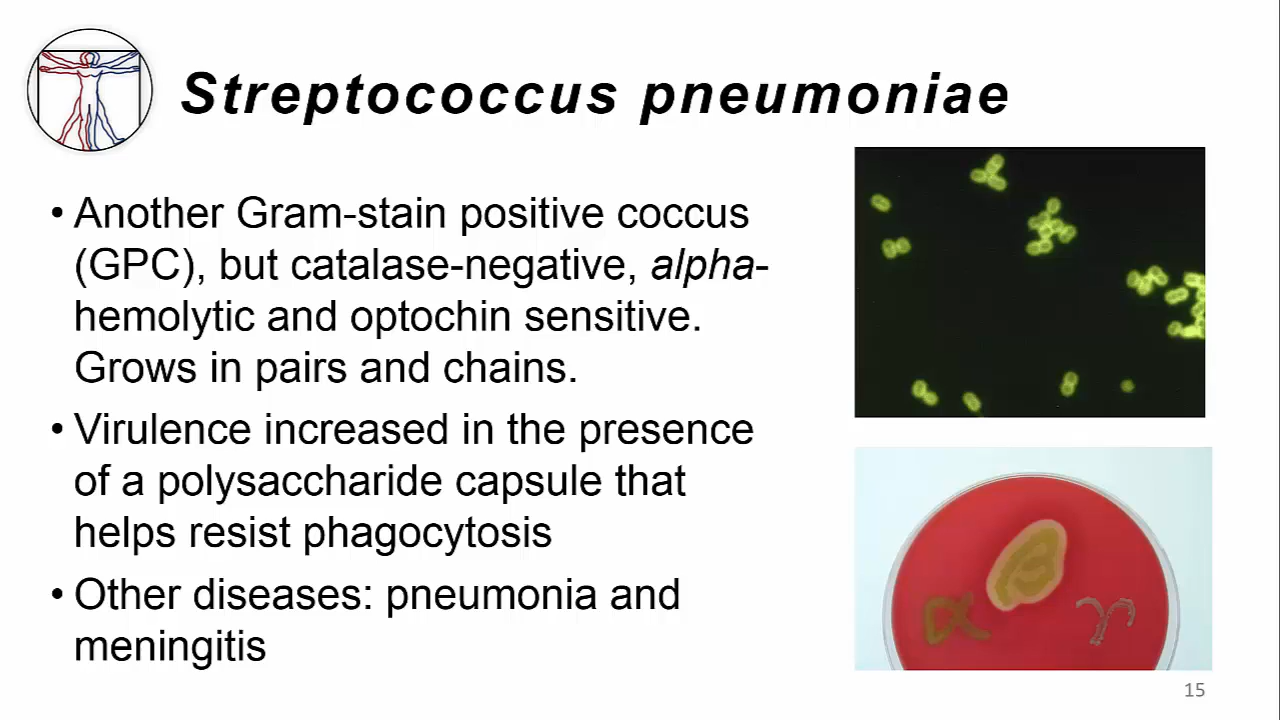 Streptococcus pneumoniae
• Another Gram-stain positive coccus
(GPC), but catalase-negative, alpha-
hemolytic and optochin sensitive.
Grows in pairs and chains.
• Virulence increased in the presence
of a polysaccharide capsule that
helps resist phagocytosis
• Other diseases: pneumonia and
meningitis
α
γ
15